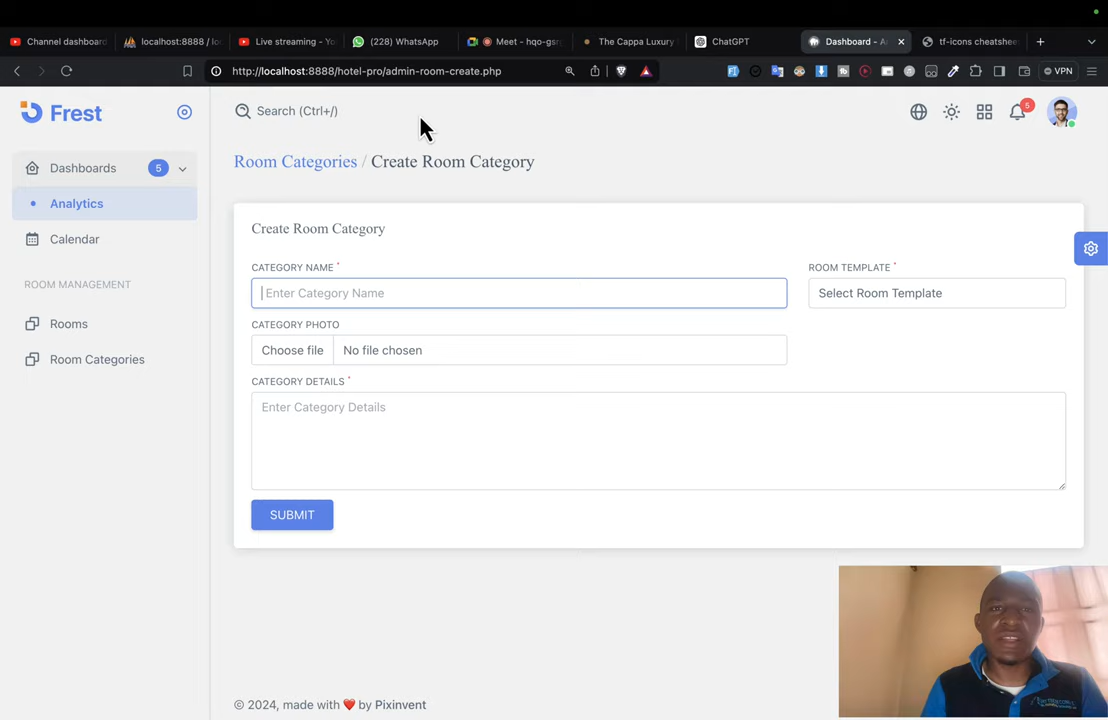 Channel dashboard
localhost:8888 / loc
Live streaming - Yo
(228) WhatsApp
Meet - hqo-gsr
The Cappa Luxury
ChatGPT
Dashboard - A
tf-icons cheatshee
http://localhost:8888/hotel-pro/admin-room-create.php
VPN
Frest
Search (Ctrl+/)
5
Dashboards 5
Analytics
Calendar
ROOM MANAGEMENT
Rooms
Room Categories
Room Categories / Create Room Category
Create Room Category
CATEGORY NAME *
Enter Category Name
ROOM TEMPLATE *
Select Room Template
CATEGORY PHOTO
Choose file No file chosen
CATEGORY DETAILS *
Enter Category Details
SUBMIT
© 2024, made with ❤️ by Pixinvent